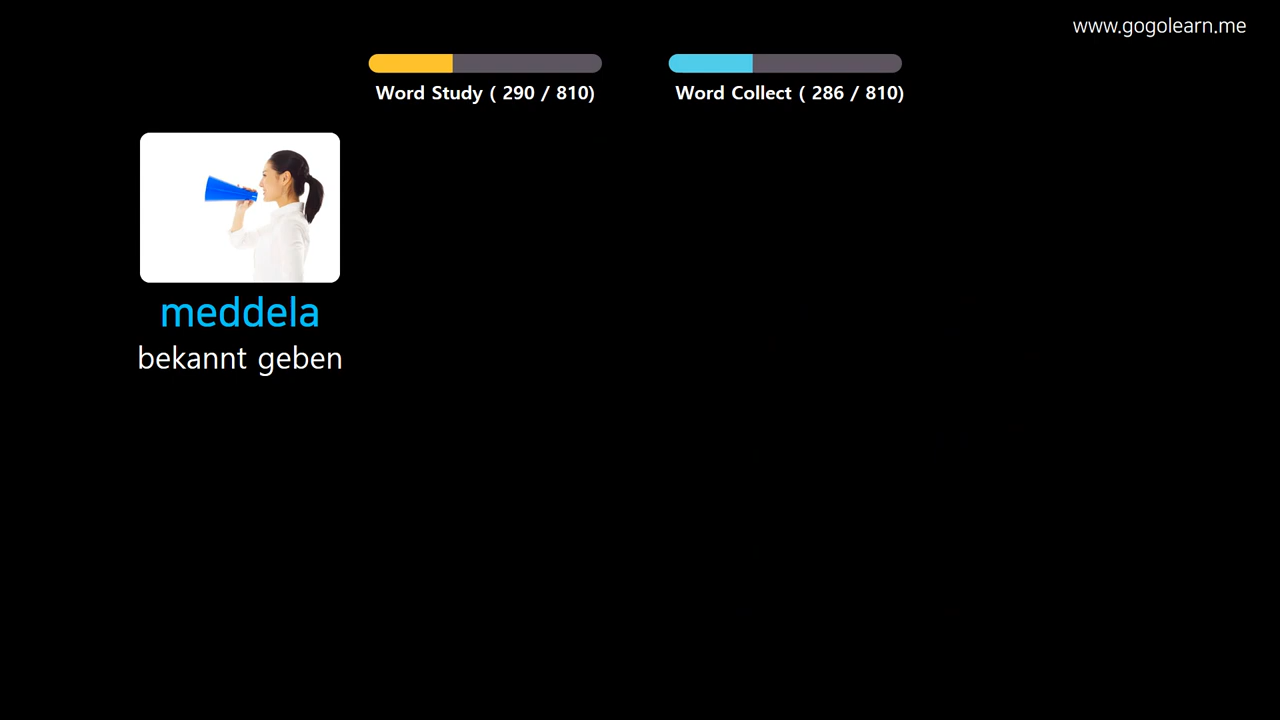 www.gogolearn.me
Word Study ( 290 / 810)
Word Collect ( 286 / 810)
meddela
bekannt geben